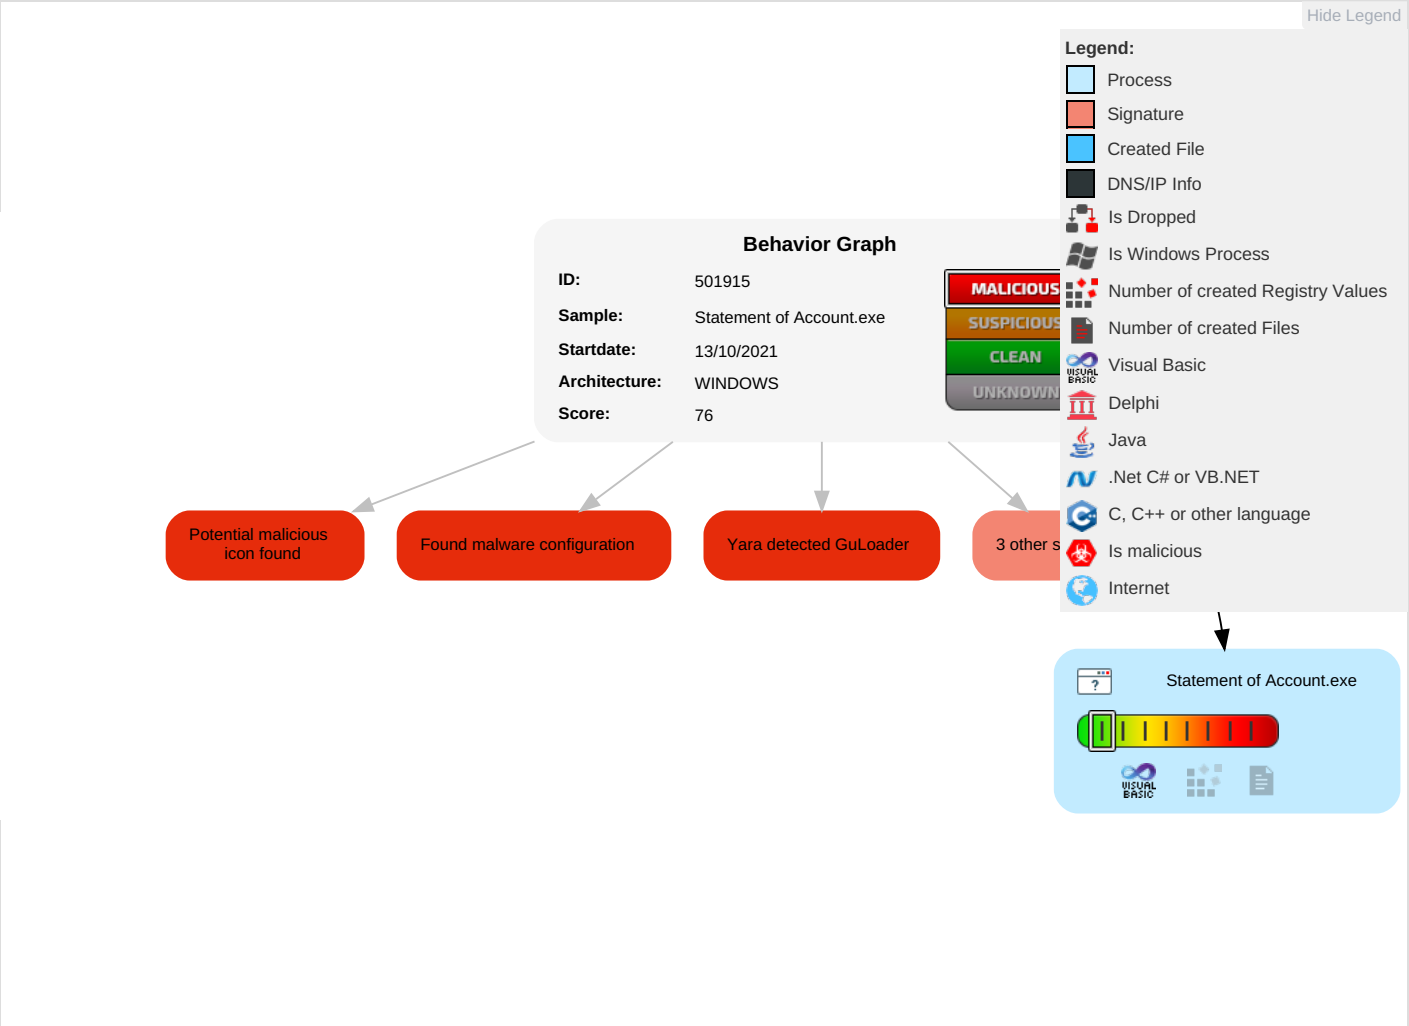 Hide Legend
Legend:
Process
Signature
Created File
DNS/IP Info
Is Dropped
Is Windows Process
Number of created Registry Values
Number of created Files
Visual Basic
Delphi
Java
.Net C# or VB.NET
C, C++ or other language
Is malicious
Internet
VISUAL
BASIC
Behavior Graph
ID: 501915
Sample: Statement of Account.exe
Startdate: 13/10/2021
Architecture: WINDOWS
Score: 76
MALICIOUS
SUSPICIOUS
CLEAN
UNKNOWN
Potential malicious
icon found
Found malware configuration
Yara detected GuLoader
3 other s
Statement of Account.exe
?
VISUAL
BASIC